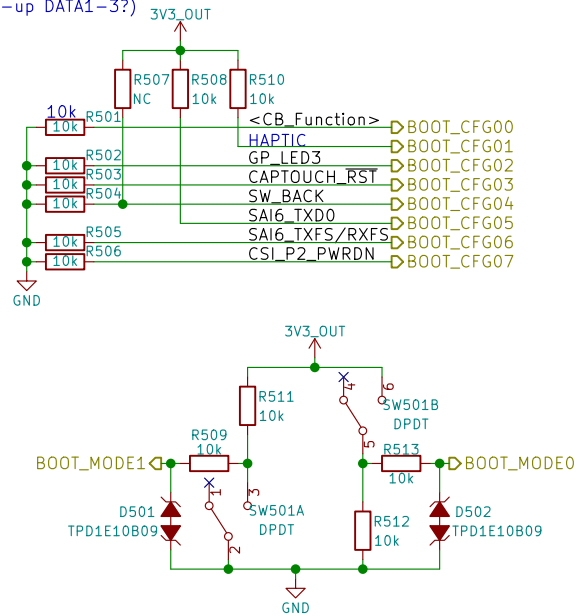 -up DATA1-3?)
3V3_OUT
R507
NC
R508
10k
R510
10k
10k
10k
R501
<CB_Function>
BOOT_CFG00
HAPTIC
BOOT_CFG01
10k
R502
GP_LED3
BOOT_CFG02
10k
R503
CAPTOUCH_RST
BOOT_CFG03
10k
R504
SW_BACK
BOOT_CFG04
SAI6_TXD0
BOOT_CFG05
10k
R505
SAI6_TXFS/RXFS
BOOT_CFG06
10k
R506
CSI_P2_PWRDN
BOOT_CFG07
GND
3V3_OUT
R511
10k
4
6
SW501B
DPDT
5
R509
10k
BOOT_MODE1
R513
10k
BOOT_MODE0
1
3
SW501A
DPDT
2
D501
TPD1E10B09
R512
10k
D502
TPD1E10B09
GND